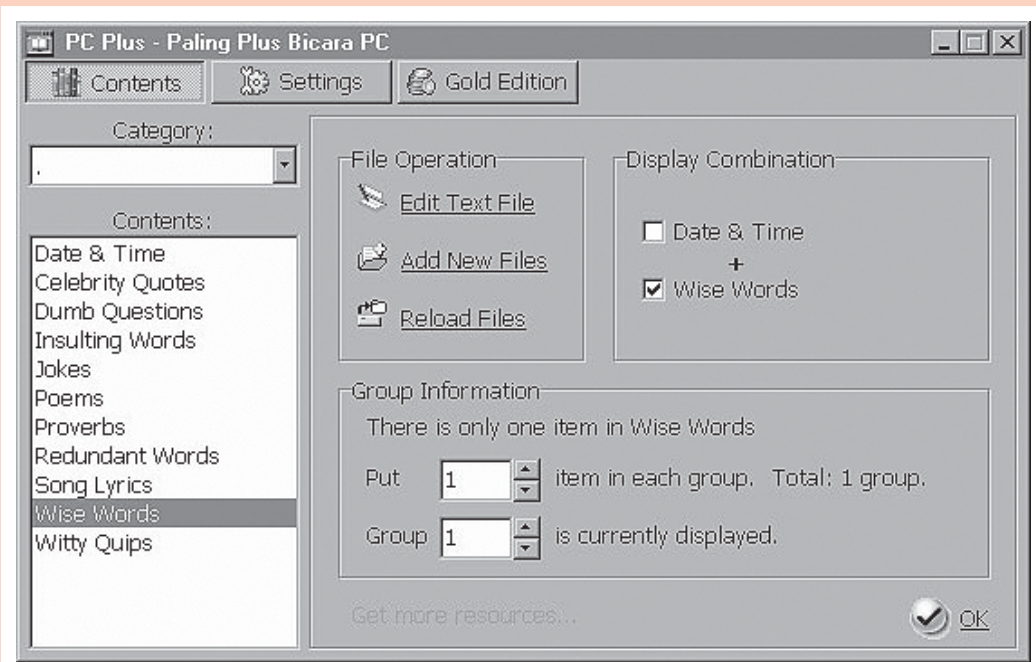 PC Plus - Paling Plus Bicara PC
Contents
Settings
Gold Edition
Category:
.
Contents:
Date & Time
Celebrity Quotes
Dumb Questions
Insulting Words
Jokes
Poems
Proverbs
Redundant Words
Song Lyrics
Wise Words
Witty Quips
File Operation
Edit Text File
Add New Files
Reload Files
Display Combination
Date & Time
+
Wise Words
Group Information
There is only one item in Wise Words
Put 1 item in each group. Total: 1 group.
Group 1 is currently displayed.
Get more resources...
OK